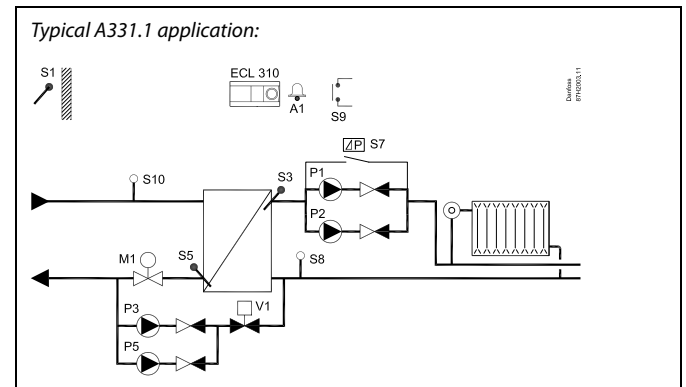 Typical A331.1 application:
S1
ECL 310
A1
S9
Danfoss
87H2003.11
P S7
S10
S3
P1
P2
M1
S5
S8
P3
V1
P5